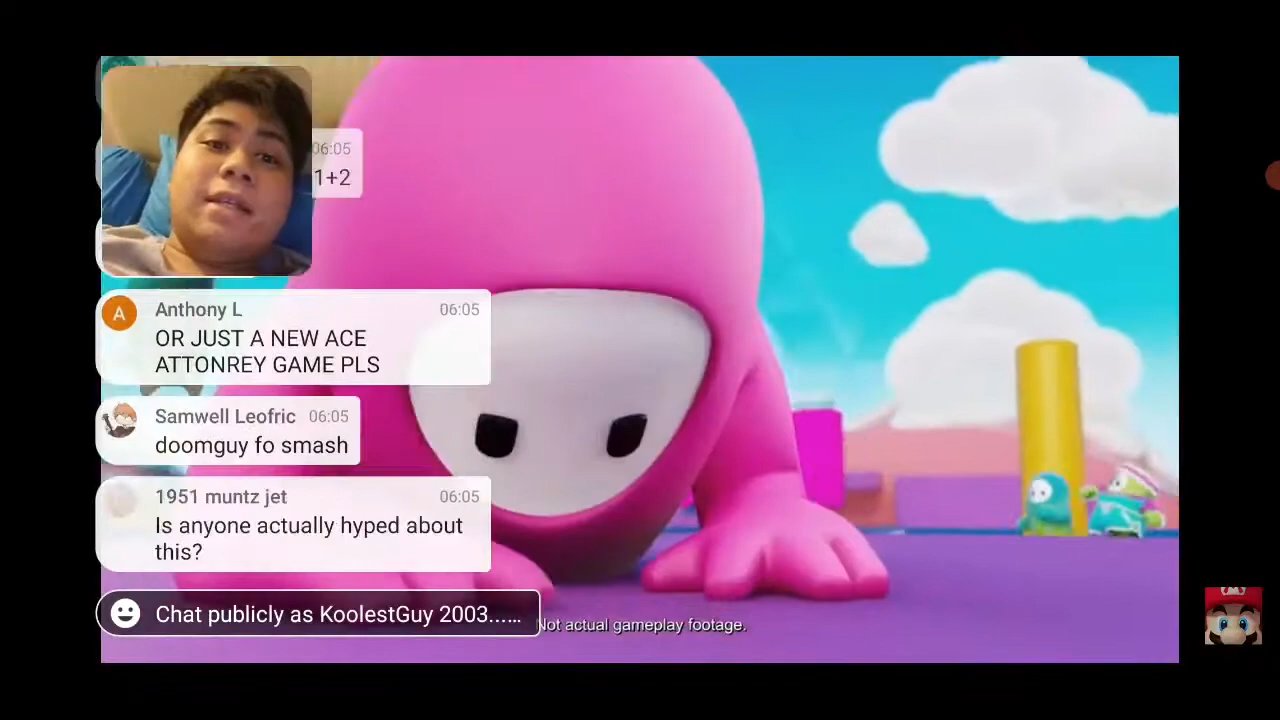 06:05
1+2
A
Anthony L 06:05
OR JUST A NEW ACE
ATTONREY GAME PLS
Samwell Leofric 06:05
doomguy fo smash
1951 muntz jet 06:05
Is anyone actually hyped about
this?
Chat publicly as KoolestGuy 2003......
Not actual gameplay footage.
M